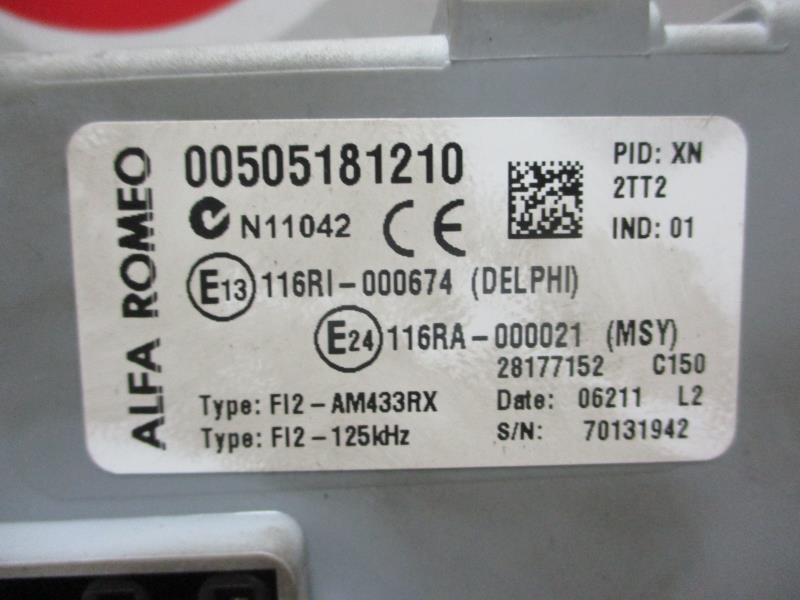 ALFA ROMEO
00505181210
PID: XN
2TT2
IND: 01
N11042 CE
E13 116RI-000674 (DELPHI)
E24 116RA-000021 (MSY)
28177152 C150
Type: FI2-AM433RX
Date: 06211 L2
Type: FI2-125kHz
S/N: 70131942